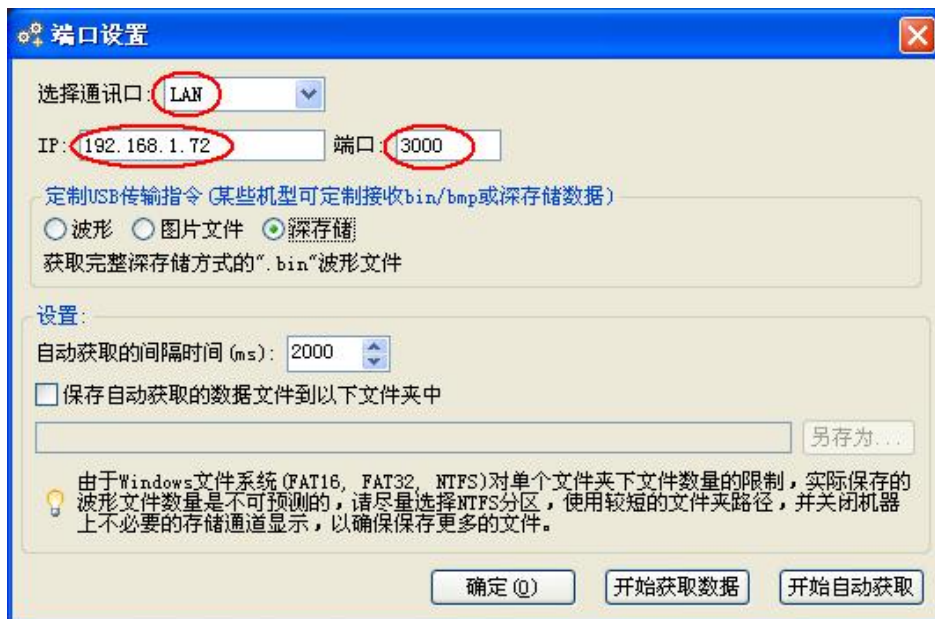 端口设置
选择通讯口: LAN
IP: 192.168.1.72 端口: 3000
定制USB传输指令(某些机型可定制接收bin/bmp或深存储数据)
波形 图片文件 深存储
获取完整深存储方式的".bin"波形文件
设置:
自动获取的间隔时间(ms): 2000
保存自动获取的数据文件到以下文件夹中
另存为...
由于Windows文件系统(FAT16, FAT32, NTFS)对单个文件夹下文件数量的限制，实际保存的
波形文件数量是不可预测的，请尽量选择NTFS分区，使用较短的文件夹路径，并关闭机器
上不必要的存储通道显示，以确保保存更多的文件。
确定(O) 开始获取数据 开始自动获取